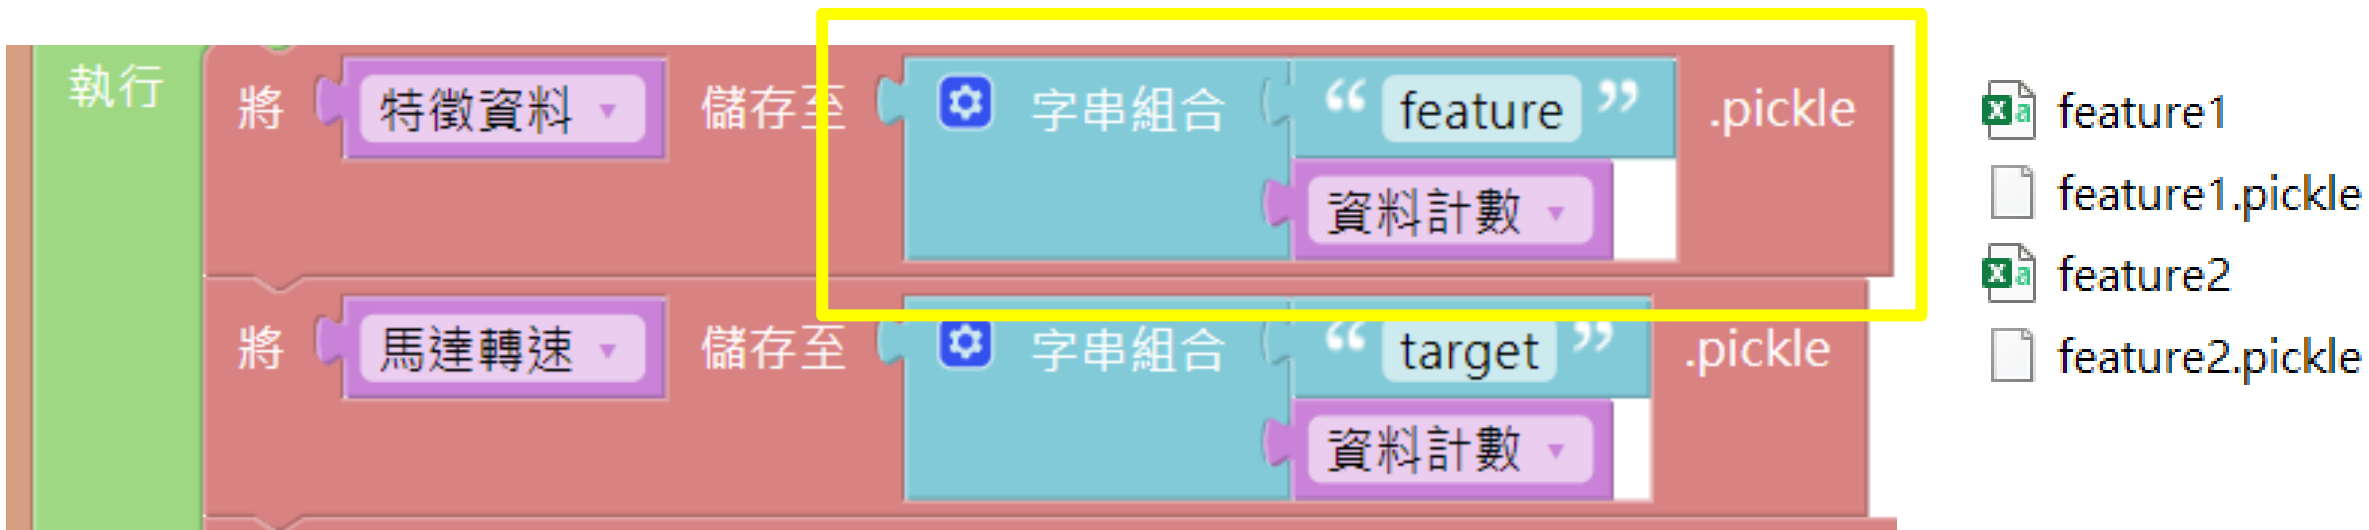 執行
將 特徵資料 儲存至 字串組合 “ feature ” .pickle
資料計數
將 馬達轉速 儲存至 字串組合 “ target ” .pickle
資料計數
feature1
feature1.pickle
feature2
feature2.pickle